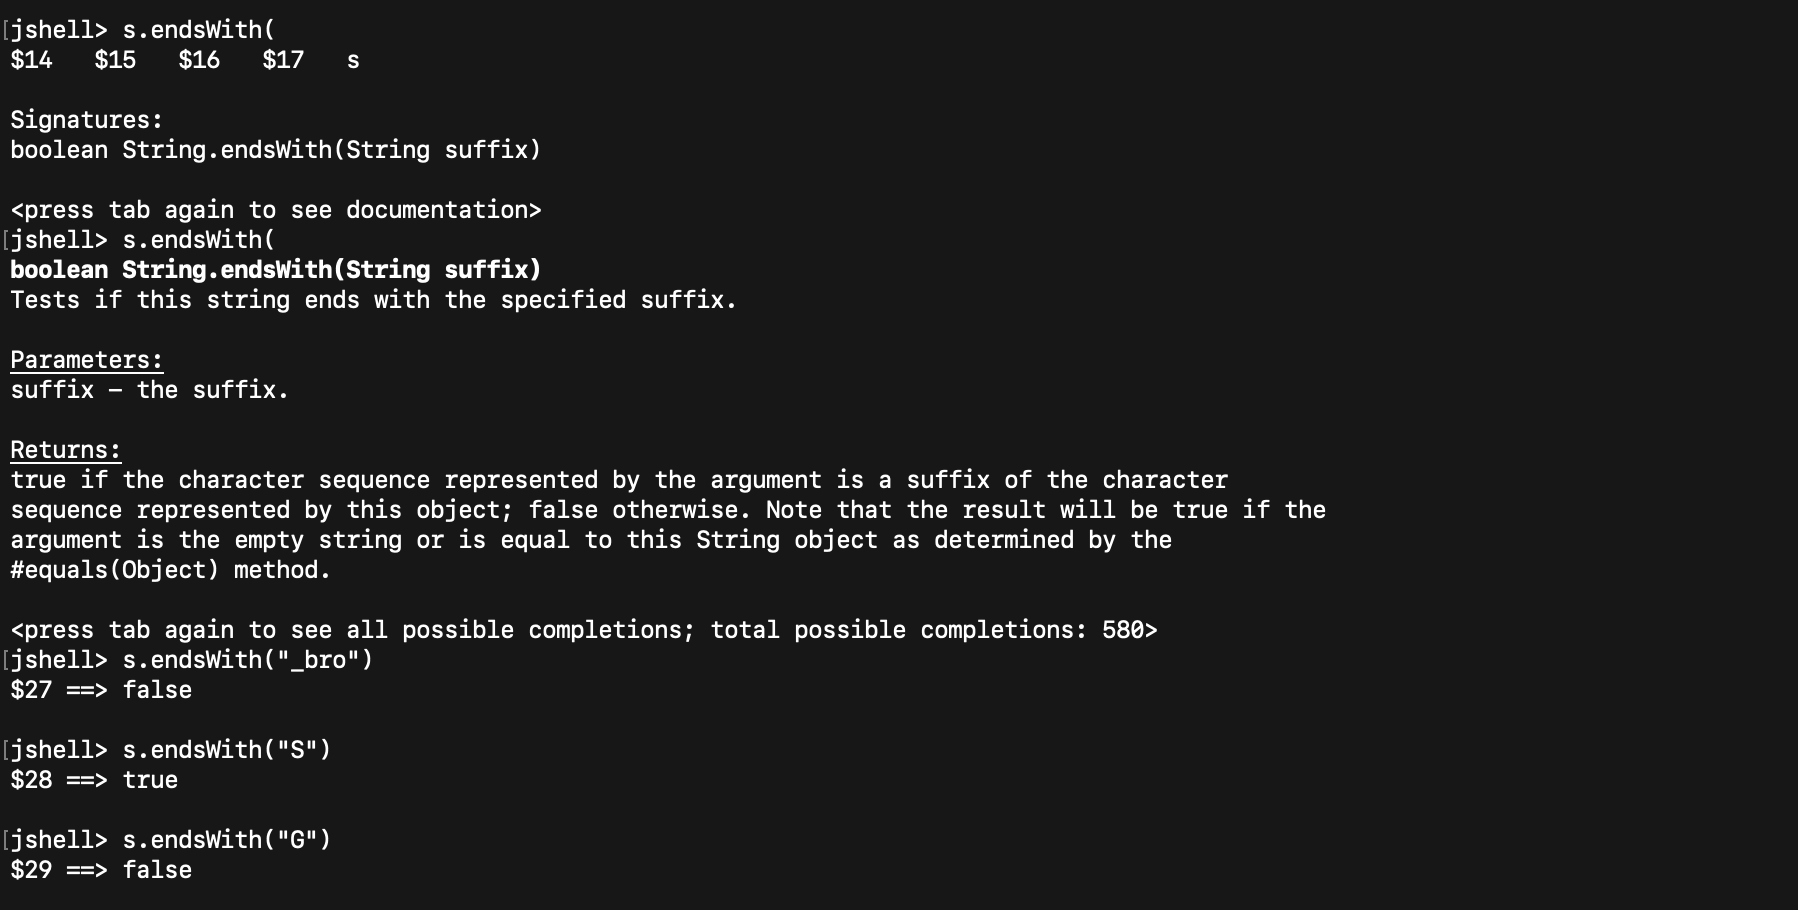 [jshell> s.endsWith(
$14   $15   $16   $17   s
Signatures:
boolean String.endsWith(String suffix)
<press tab again to see documentation>
[jshell> s.endsWith(
boolean String.endsWith(String suffix)
Tests if this string ends with the specified suffix.
Parameters:
suffix – the suffix.
Returns:
true if the character sequence represented by the argument is a suffix of the character
sequence represented by this object; false otherwise. Note that the result will be true if the
argument is the empty string or is equal to this String object as determined by the
#equals(Object) method.
<press tab again to see all possible completions; total possible completions: 580>
[jshell> s.endsWith("_bro")
$27 ==> false
[jshell> s.endsWith("S")
$28 ==> true
[jshell> s.endsWith("G")
$29 ==> false